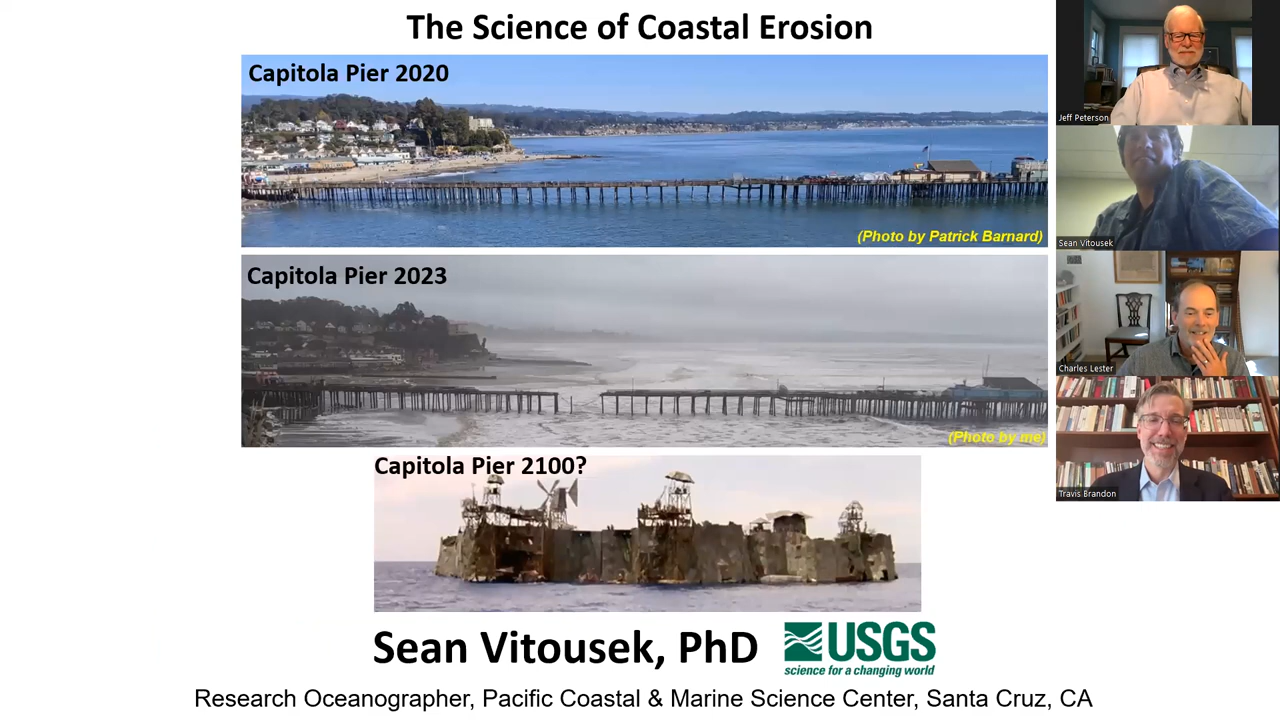 The Science of Coastal Erosion
Capitola Pier 2020
(Photo by Patrick Barnard)
Capitola Pier 2023
(Photo by me)
Capitola Pier 2100?
Sean Vitousek, PhD
USGS
science for a changing world
Research Oceanographer, Pacific Coastal & Marine Science Center, Santa Cruz, CA
Jeff Peterson
Sean Vitousek
Charles Lester
Travis Brandon